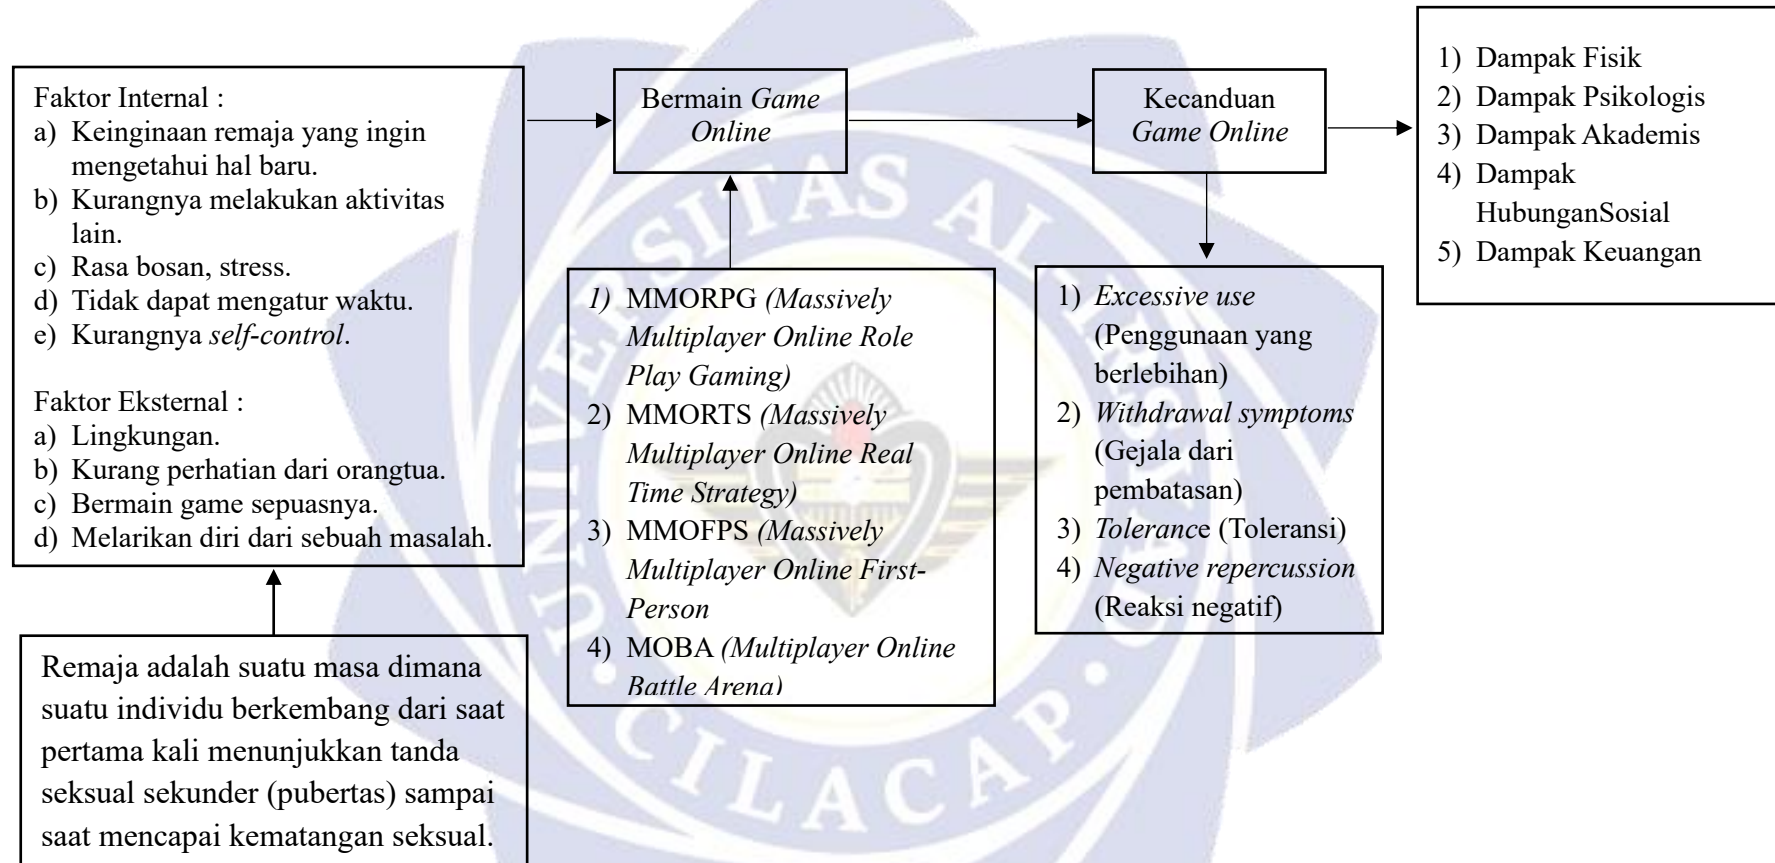 Faktor Internal :
a) Keinginaan remaja yang ingin
mengetahui hal baru.
b) Kurangnya melakukan aktivitas
lain.
c) Rasa bosan, stress.
d) Tidak dapat mengatur waktu.
e) Kurangnya self-control.
Faktor Eksternal :
a) Lingkungan.
b) Kurang perhatian dari orangtua.
c) Bermain game sepuasnya.
d) Melarikan diri dari sebuah masalah.
Remaja adalah suatu masa dimana
suatu individu berkembang dari saat
pertama kali menunjukkan tanda
seksual sekunder (pubertas) sampai
saat mencapai kematangan seksual.
Bermain Game
Online
1) MMORPG (Massively
Multiplayer Online Role
Play Gaming)
2) MMORTS (Massively
Multiplayer Online Real
Time Strategy)
3) MMOFPS (Massively
Multiplayer Online First-
Person
4) MOBA (Multiplayer Online
Battle Arena)
Kecanduan
Game Online
1) Excessive use
(Penggunaan yang
berlebihan)
2) Withdrawal symptoms
(Gejala dari
pembatasan)
3) Tolerance (Toleransi)
4) Negative repercussion
(Reaksi negatif)
1) Dampak Fisik
2) Dampak Psikologis
3) Dampak Akademis
4) Dampak
HubunganSosial
5) Dampak Keuangan
UNIVERSITAS AL-IRSYAD
CILACAP